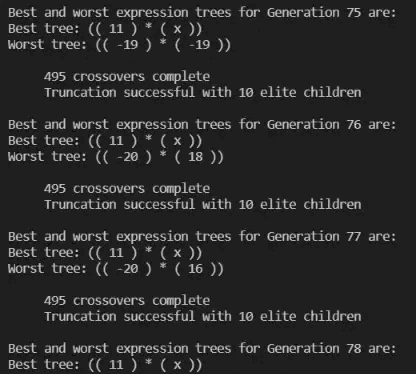 Best and worst expression trees for Generation 75 are:
Best tree: (( 11 ) * ( x ))
Worst tree: (( -19 ) * ( -19 ))
495 crossovers complete
Truncation successful with 10 elite children
Best and worst expression trees for Generation 76 are:
Best tree: (( 11 ) * ( x ))
Worst tree: (( -20 ) * ( 18 ))
495 crossovers complete
Truncation successful with 10 elite children
Best and worst expression trees for Generation 77 are:
Best tree: (( 11 ) * ( x ))
Worst tree: (( -20 ) * ( 16 ))
495 crossovers complete
Truncation successful with 10 elite children
Best and worst expression trees for Generation 78 are:
Best tree: (( 11 ) * ( x ))